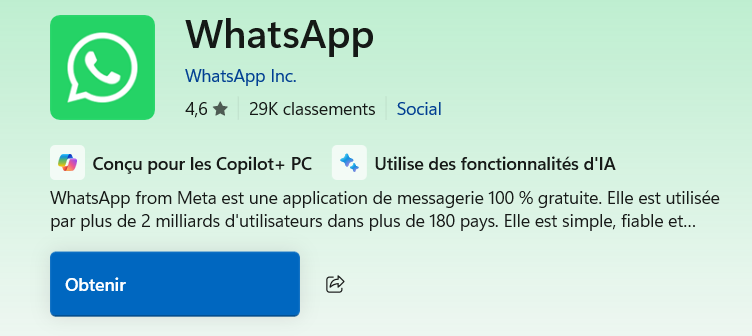 WhatsApp
WhatsApp Inc.
4,6 ★ 29K classements Social
Conçu pour les Copilot+ PC Utilise des fonctionnalités d'IA
WhatsApp from Meta est une application de messagerie 100 % gratuite. Elle est utilisée
par plus de 2 milliards d'utilisateurs dans plus de 180 pays. Elle est simple, fiable et...
Obtenir